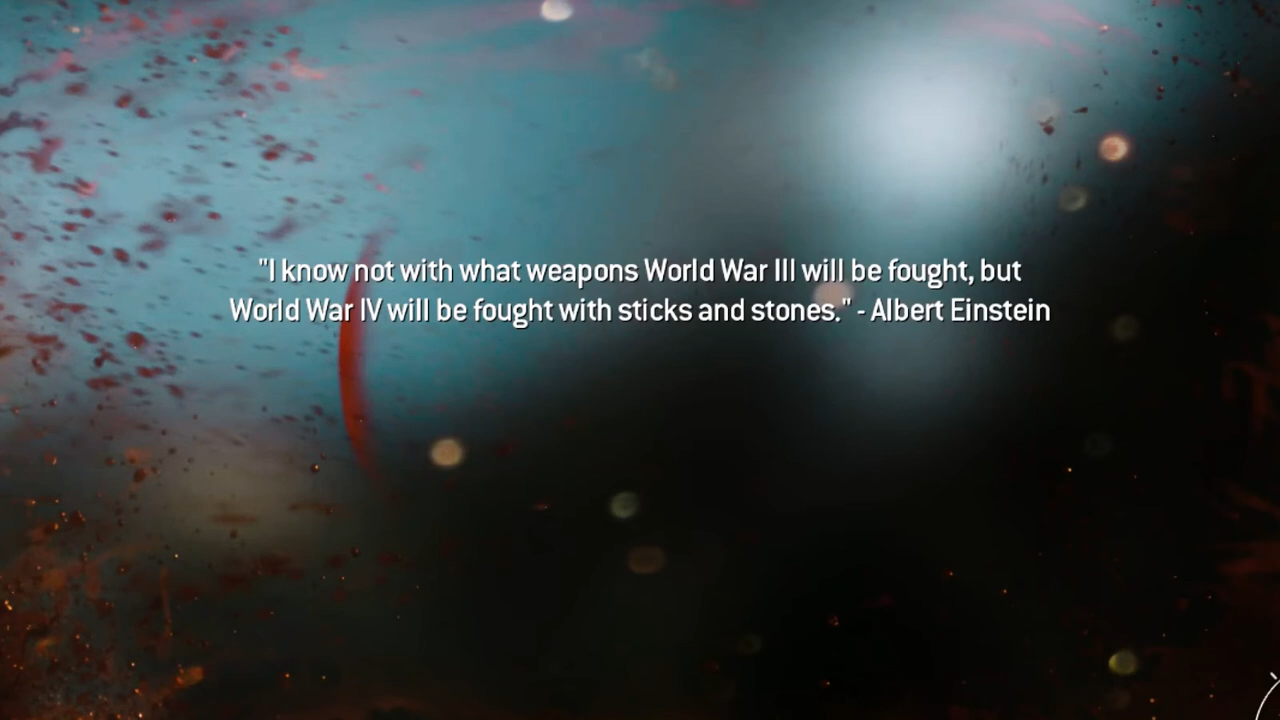 "I know not with what weapons World War III will be fought, but
World War IV will be fought with sticks and stones." - Albert Einstein